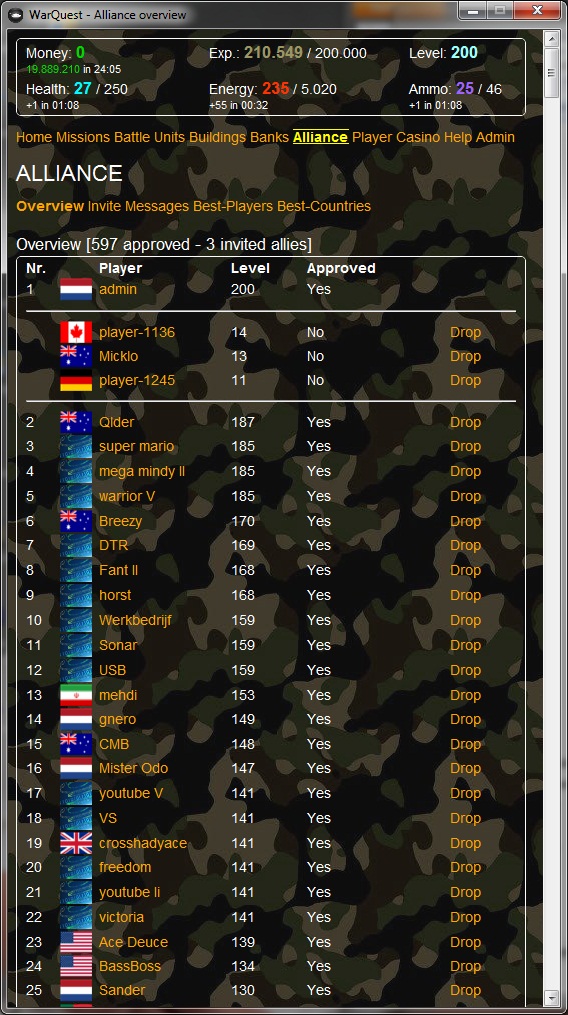 WarQuest - Alliance overview
Money: 0 Exp.: 210.549 / 200.000 Level: 200
19.889.210 in 24:05
Health: 27 / 250 Energy: 235 / 5.020 Ammo: 25 / 46
+1 in 01:08 +55 in 00:32 +1 in 01:08
Home Missions Battle Units Buildings Banks Alliance Player Casino Help Admin
ALLIANCE
Overview Invite Messages Best-Players Best-Countries
Overview [597 approved - 3 invited allies]
Nr. Player Level Approved
1 admin 200 Yes
player-1136 14 No Drop
Micklo 13 No Drop
player-1245 11 No Drop
2 Qlder 187 Yes Drop
3 super mario 185 Yes Drop
4 mega mindy ll 185 Yes Drop
5 warrior V 185 Yes Drop
6 Breezy 170 Yes Drop
7 DTR 169 Yes Drop
8 Fant ll 168 Yes Drop
9 horst 168 Yes Drop
10 Werkbedrijf 159 Yes Drop
11 Sonar 159 Yes Drop
12 USB 159 Yes Drop
13 mehdi 153 Yes Drop
14 gnero 149 Yes Drop
15 CMB 148 Yes Drop
16 Mister Odo 147 Yes Drop
17 youtube V 141 Yes Drop
18 VS 141 Yes Drop
19 crosshadyace 141 Yes Drop
20 freedom 141 Yes Drop
21 youtube li 141 Yes Drop
22 victoria 141 Yes Drop
23 Ace Deuce 139 Yes Drop
24 BassBoss 134 Yes Drop
25 Sander 130 Yes Drop